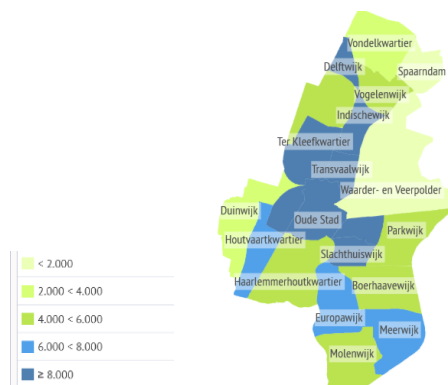 Vondelkwartier
Delftwijk
Spaarndam
Vogelenwijk
Indischewijk
Ter Kleefkwartier
Transvaalwijk
Waarder- en Veerpolder
Duinwijk
Oude Stad
Parkwijk
Houtvaartkwartier
Slachthuiswijk
Haarlemmerhoutkwartier
Boerhaavewijk
Europawijk
Meerwijk
Molenwijk
< 2.000
2.000 < 4.000
4.000 < 6.000
6.000 < 8.000
≥ 8.000